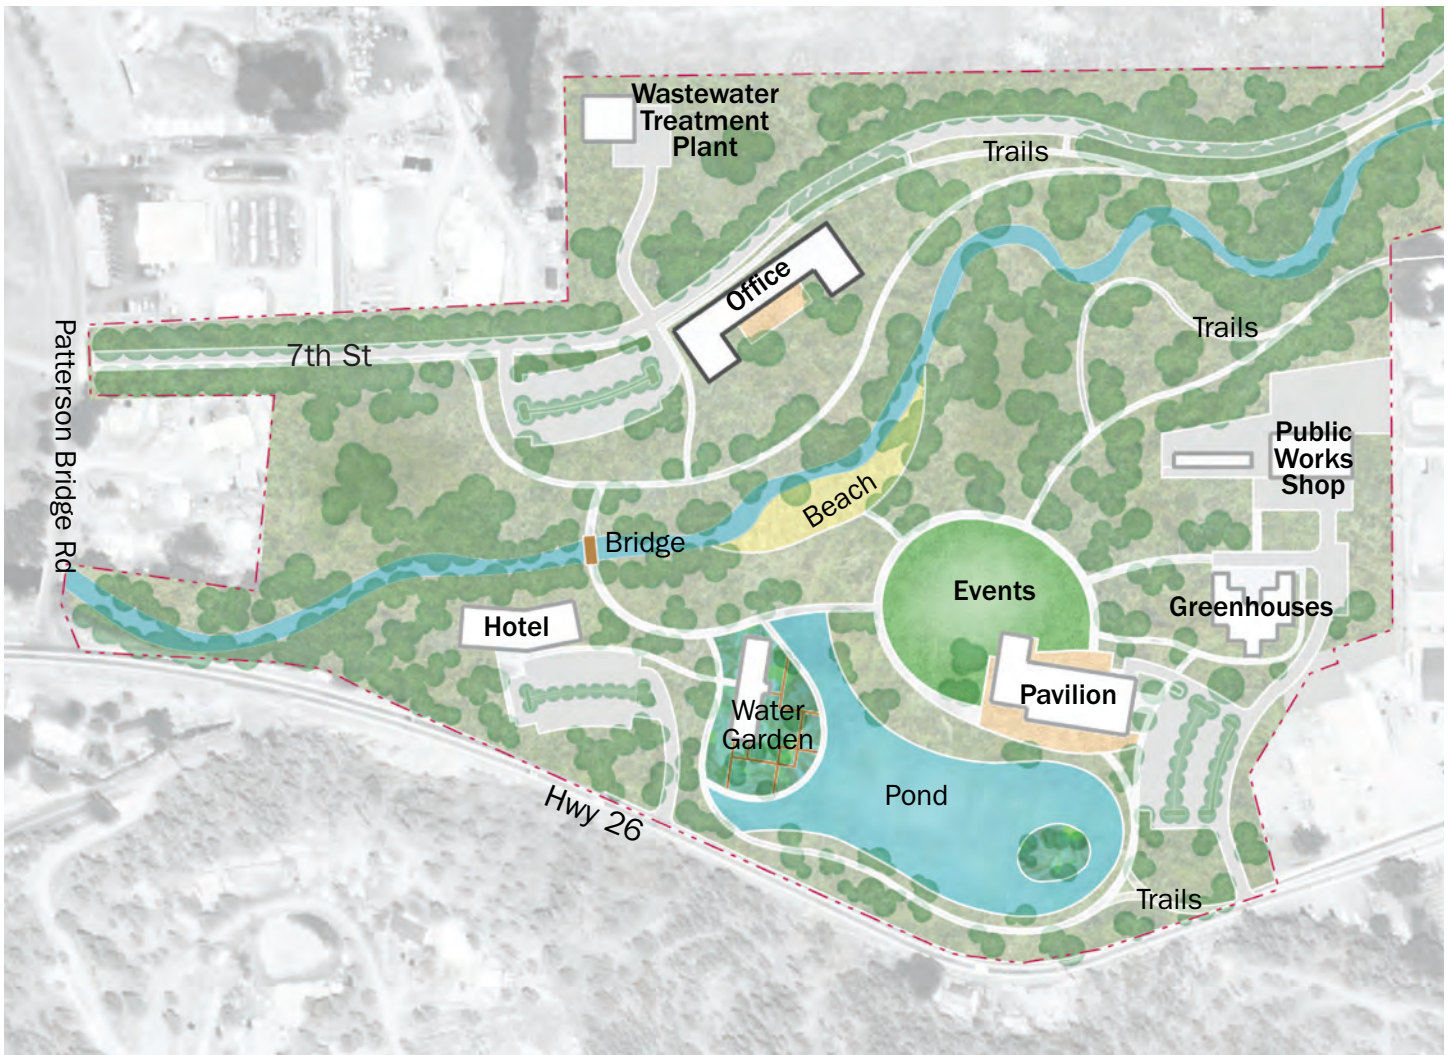 Wastewater
Treatment
Plant
Trails
Office
Trails
7th St
Patterson Bridge Rd
Public
Works
Shop
Beach
Bridge
Events
Greenhouses
Hotel
Pavilion
Water
Garden
Pond
Hwy 26
Trails